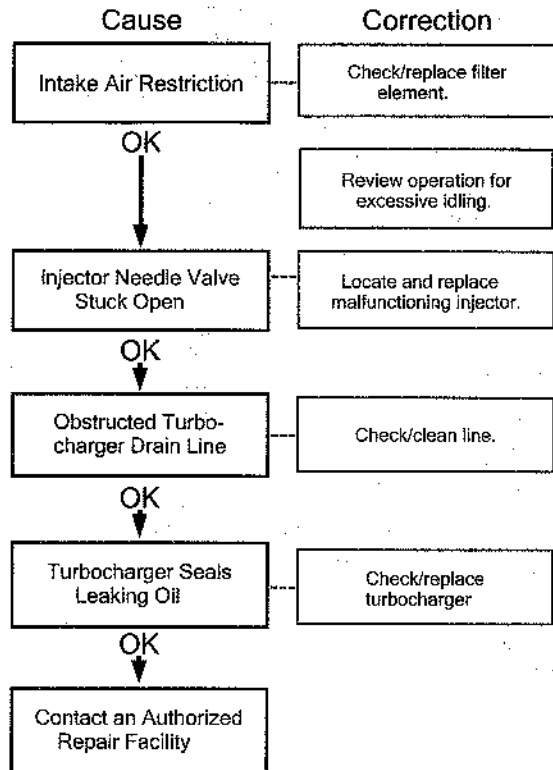 Cause
Correction
Intake Air Restriction
Check/replace filter
element.
OK
Review operation for
excessive idling.
Injector Needle Valve
Stuck Open
Locate and replace
malfunctioning injector.
OK
Obstructed Turbo-
charger Drain Line
Check/clean line.
OK
Turbocharger Seals
Leaking Oil
Check/replace
turbocharger
OK
Contact an Authorized
Repair Facility